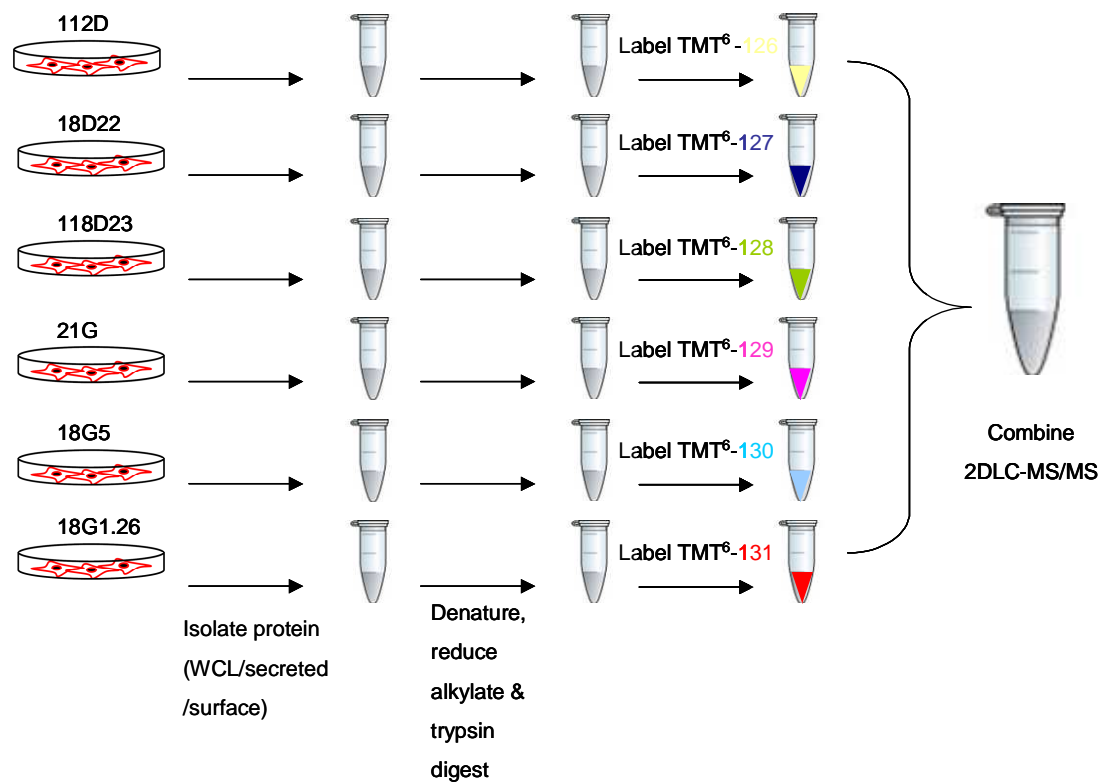 112D
Label TMT⁶-126
18D22
Label TMT⁶-127
118D23
Label TMT⁶-128
21G
Label TMT⁶-129
18G5
Label TMT⁶-130
18G1.26
Label TMT⁶-131
Isolate protein
(WCL/secreted
/surface)
Denature,
reduce
alkylate &
trypsin
digest
Combine
2DLC-MS/MS